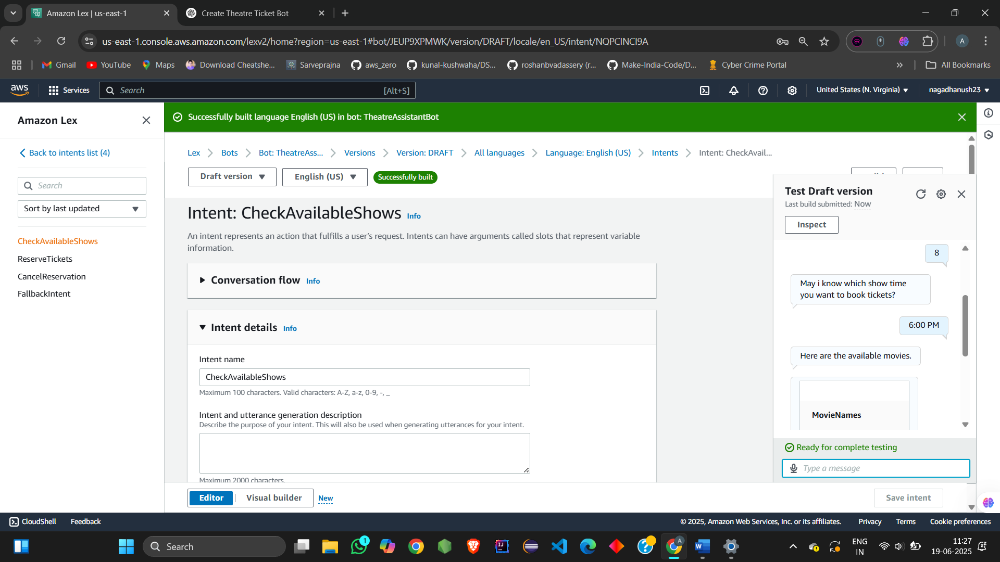 Amazon Lex | us-east-1
Create Theatre Ticket Bot
us-east-1.console.aws.amazon.com/lexv2/home?region=us-east-1#bot/JEUP9XPMWK/version/DRAFT/locale/en_US/intent/NQPCINCI9A
A
Gmail
YouTube
Maps
Download Cheatshe...
Sarveprajna
aws_zero
kunal-kushwaha/DS...
roshanbvadassery (r...
Make-India-Code/D...
Cyber Crime Portal
All Bookmarks
aws
Services
Search
[Alt+S]
United States (N. Virginia)
nagadhanush23
Amazon Lex
Back to intents list (4)
Search
Sort by last updated
CheckAvailableShows
ReserveTickets
CancelReservation
FallbackIntent
Successfully built language English (US) in bot: TheatreAssistantBot
Lex
Bots
Bot: TheatreAss...
Versions
Version: DRAFT
All languages
Language: English (US)
Intents
Intent: CheckAvail...
Draft version
English (US)
Successfully built
Intent: CheckAvailableShows Info
An intent represents an action that fulfills a user's request. Intents can have arguments called slots that represent variable
information.
Conversation flow Info
Intent details Info
Intent name
CheckAvailableShows
Maximum 100 characters. Valid characters: A-Z, a-z, 0-9, -, _
Intent and utterance generation description
Describe the purpose of your intent. This will also be used when generating utterances for your intent.
Maximum 2000 characters.
Editor
Visual builder
New
Save intent
Test Draft version
Last build submitted: Now
Inspect
8
May i know which show time
you want to book tickets?
6:00 PM
Here are the available movies.
MovieNames
Ready for complete testing
Type a message
CloudShell
Feedback
© 2025, Amazon Web Services, Inc. or its affiliates.
Privacy
Terms
Cookie preferences
Search
1
ENG
IN
11:27
19-06-2025